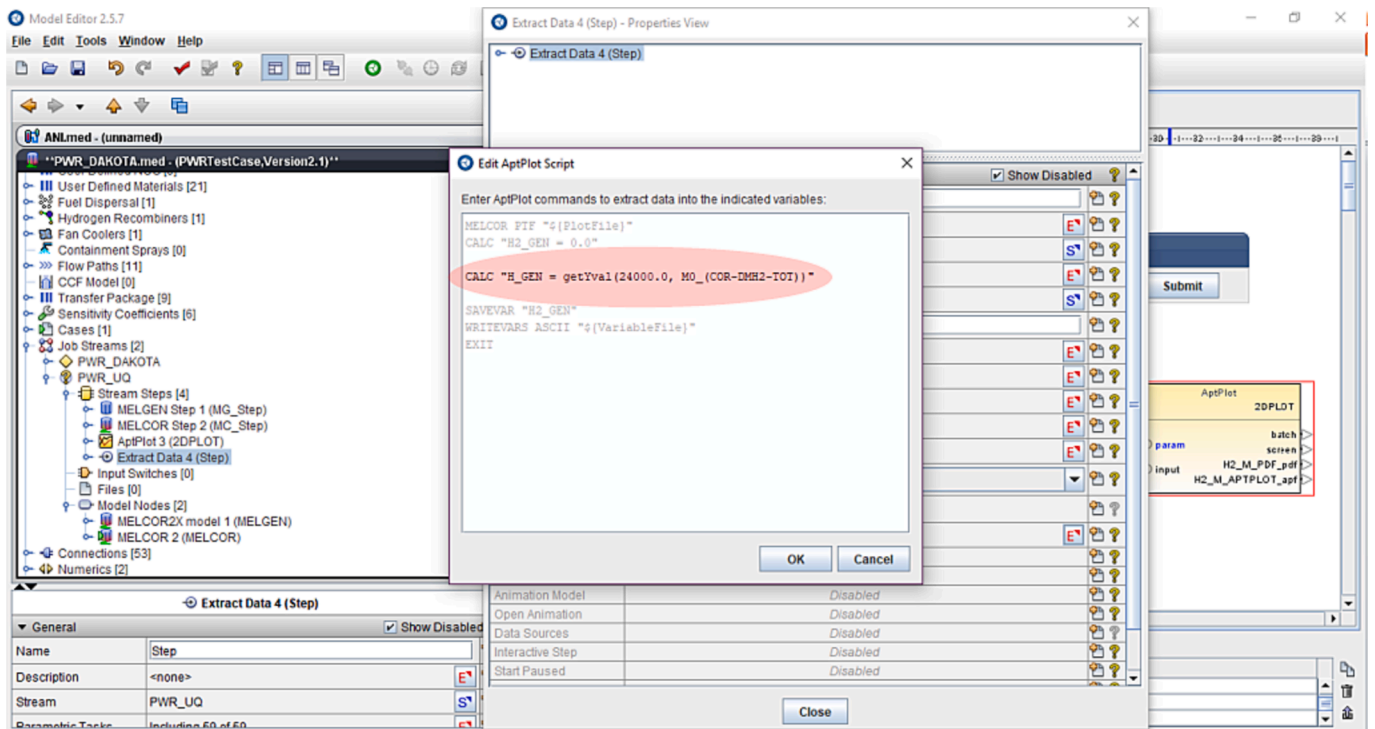 Model Editor 2.5.7
File Edit Tools Window Help
ANL.med - (unnamed)
**PWR_DAKOTA.med - (PWRTestCase,Version2.1)**
User Defined Materials [21]
Fuel Dispersal [1]
Hydrogen Recombiners [1]
Fan Coolers [1]
Containment Sprays [0]
Flow Paths [11]
CCF Model [0]
Transfer Package [9]
Sensitivity Coefficients [6]
Cases [1]
Job Streams [2]
PWR_DAKOTA
PWR_UQ
Stream Steps [4]
MELGEN Step 1 (MG_Step)
MELCOR Step 2 (MC_Step)
AptPlot 3 (2DPLOT)
Extract Data 4 (Step)
Input Switches [0]
Files [0]
Model Nodes [2]
MELCOR2X model 1 (MELGEN)
MELCOR 2 (MELCOR)
Connections [53]
Numerics [2]
Extract Data 4 (Step)
General
Show Disabled
Name Step
Description <none>
Stream PWR_UQ
Parametric Tasks Including 59 of 59
Extract Data 4 (Step) - Properties View
Extract Data 4 (Step)
Show Disabled
Edit AptPlot Script
Enter AptPlot commands to extract data into the indicated variables:
MELCOR PTF "${PlotFile}"
CALC "H2_GEN = 0.0"
CALC "H_GEN = getYval(24000.0, M0_(COR-DMH2-TOT))"
SAVEVAR "H2_GEN"
WRITEVARS ASCII "${VariableFile}"
EXIT
OK Cancel
Animation Model Disabled
Open Animation Disabled
Data Sources Disabled
Interactive Step Disabled
Start Paused Disabled
Close
Submit
AptPlot
2DPLOT
batch
param
screen
input
H2_M_PDF_pdf
H2_M_APTPLOT_apf